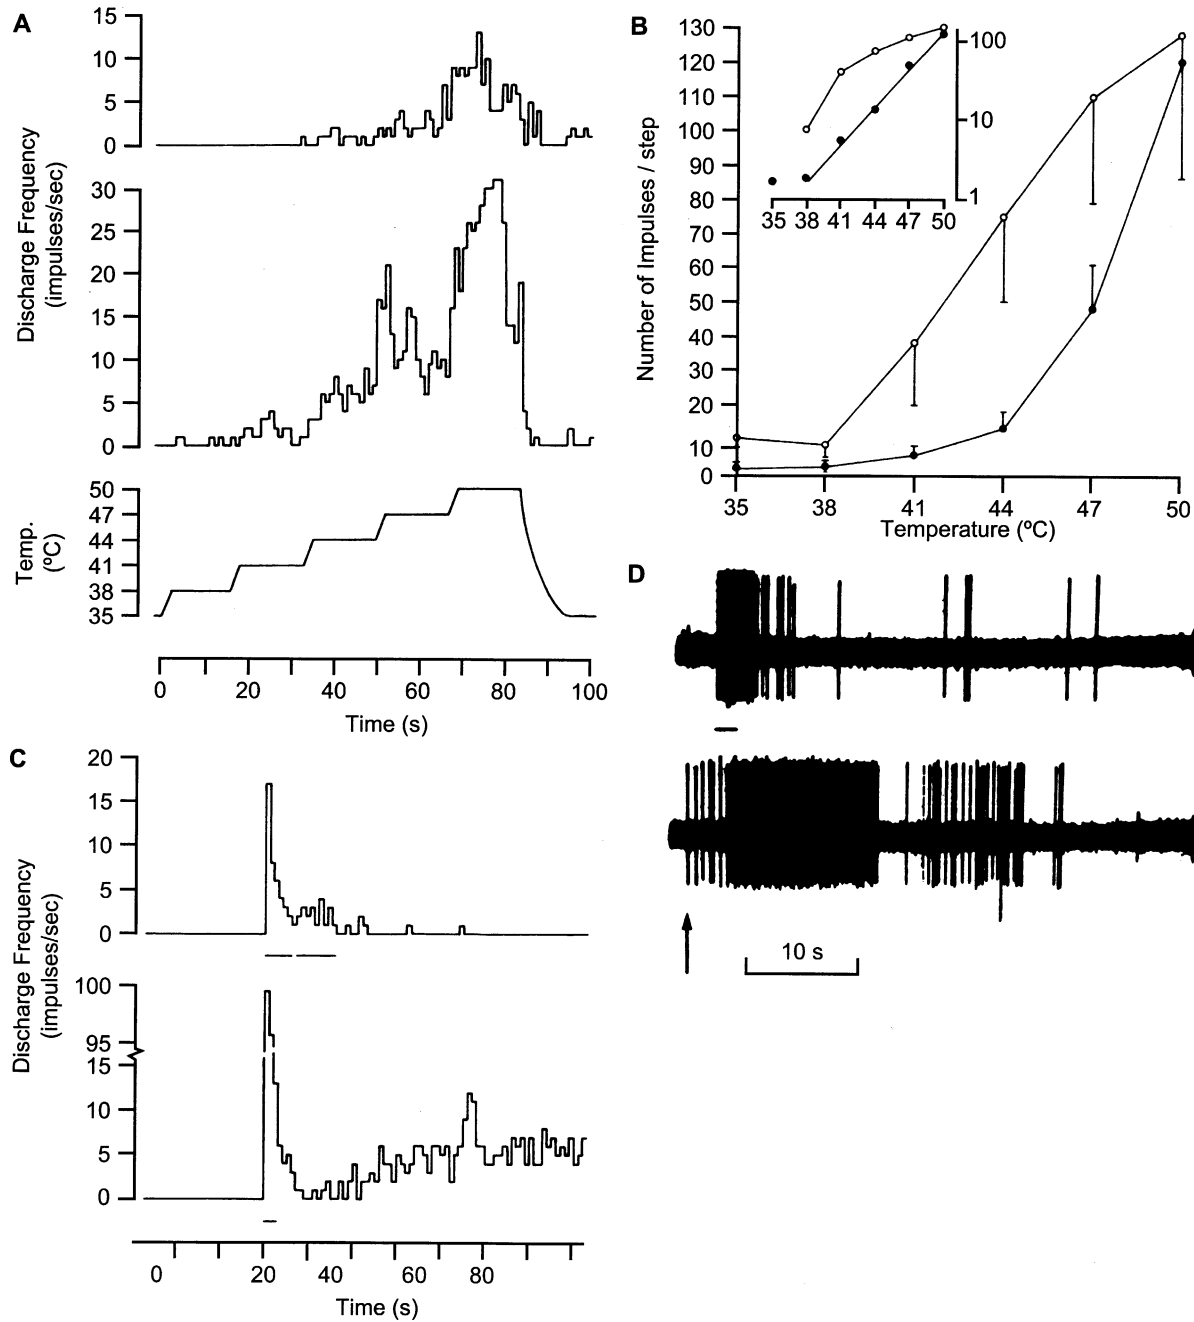 A
15
10
5
0
30
25
20
15
10
5
0
Discharge Frequency
(impulses/sec)
50
47
44
41
38
35
Temp.
(ºC)
0 20 40 60 80 100
Time (s)
B
130
120
110
100
90
80
70
60
50
40
30
20
10
0
Number of Impulses / step
100
10
1
35 38 41 44 47 50
35 38 41 44 47 50
Temperature (ºC)
C
20
15
10
5
0
100
95
15
10
5
0
Discharge Frequency
(impulses/sec)
0 20 40 60 80
Time (s)
D
10 s